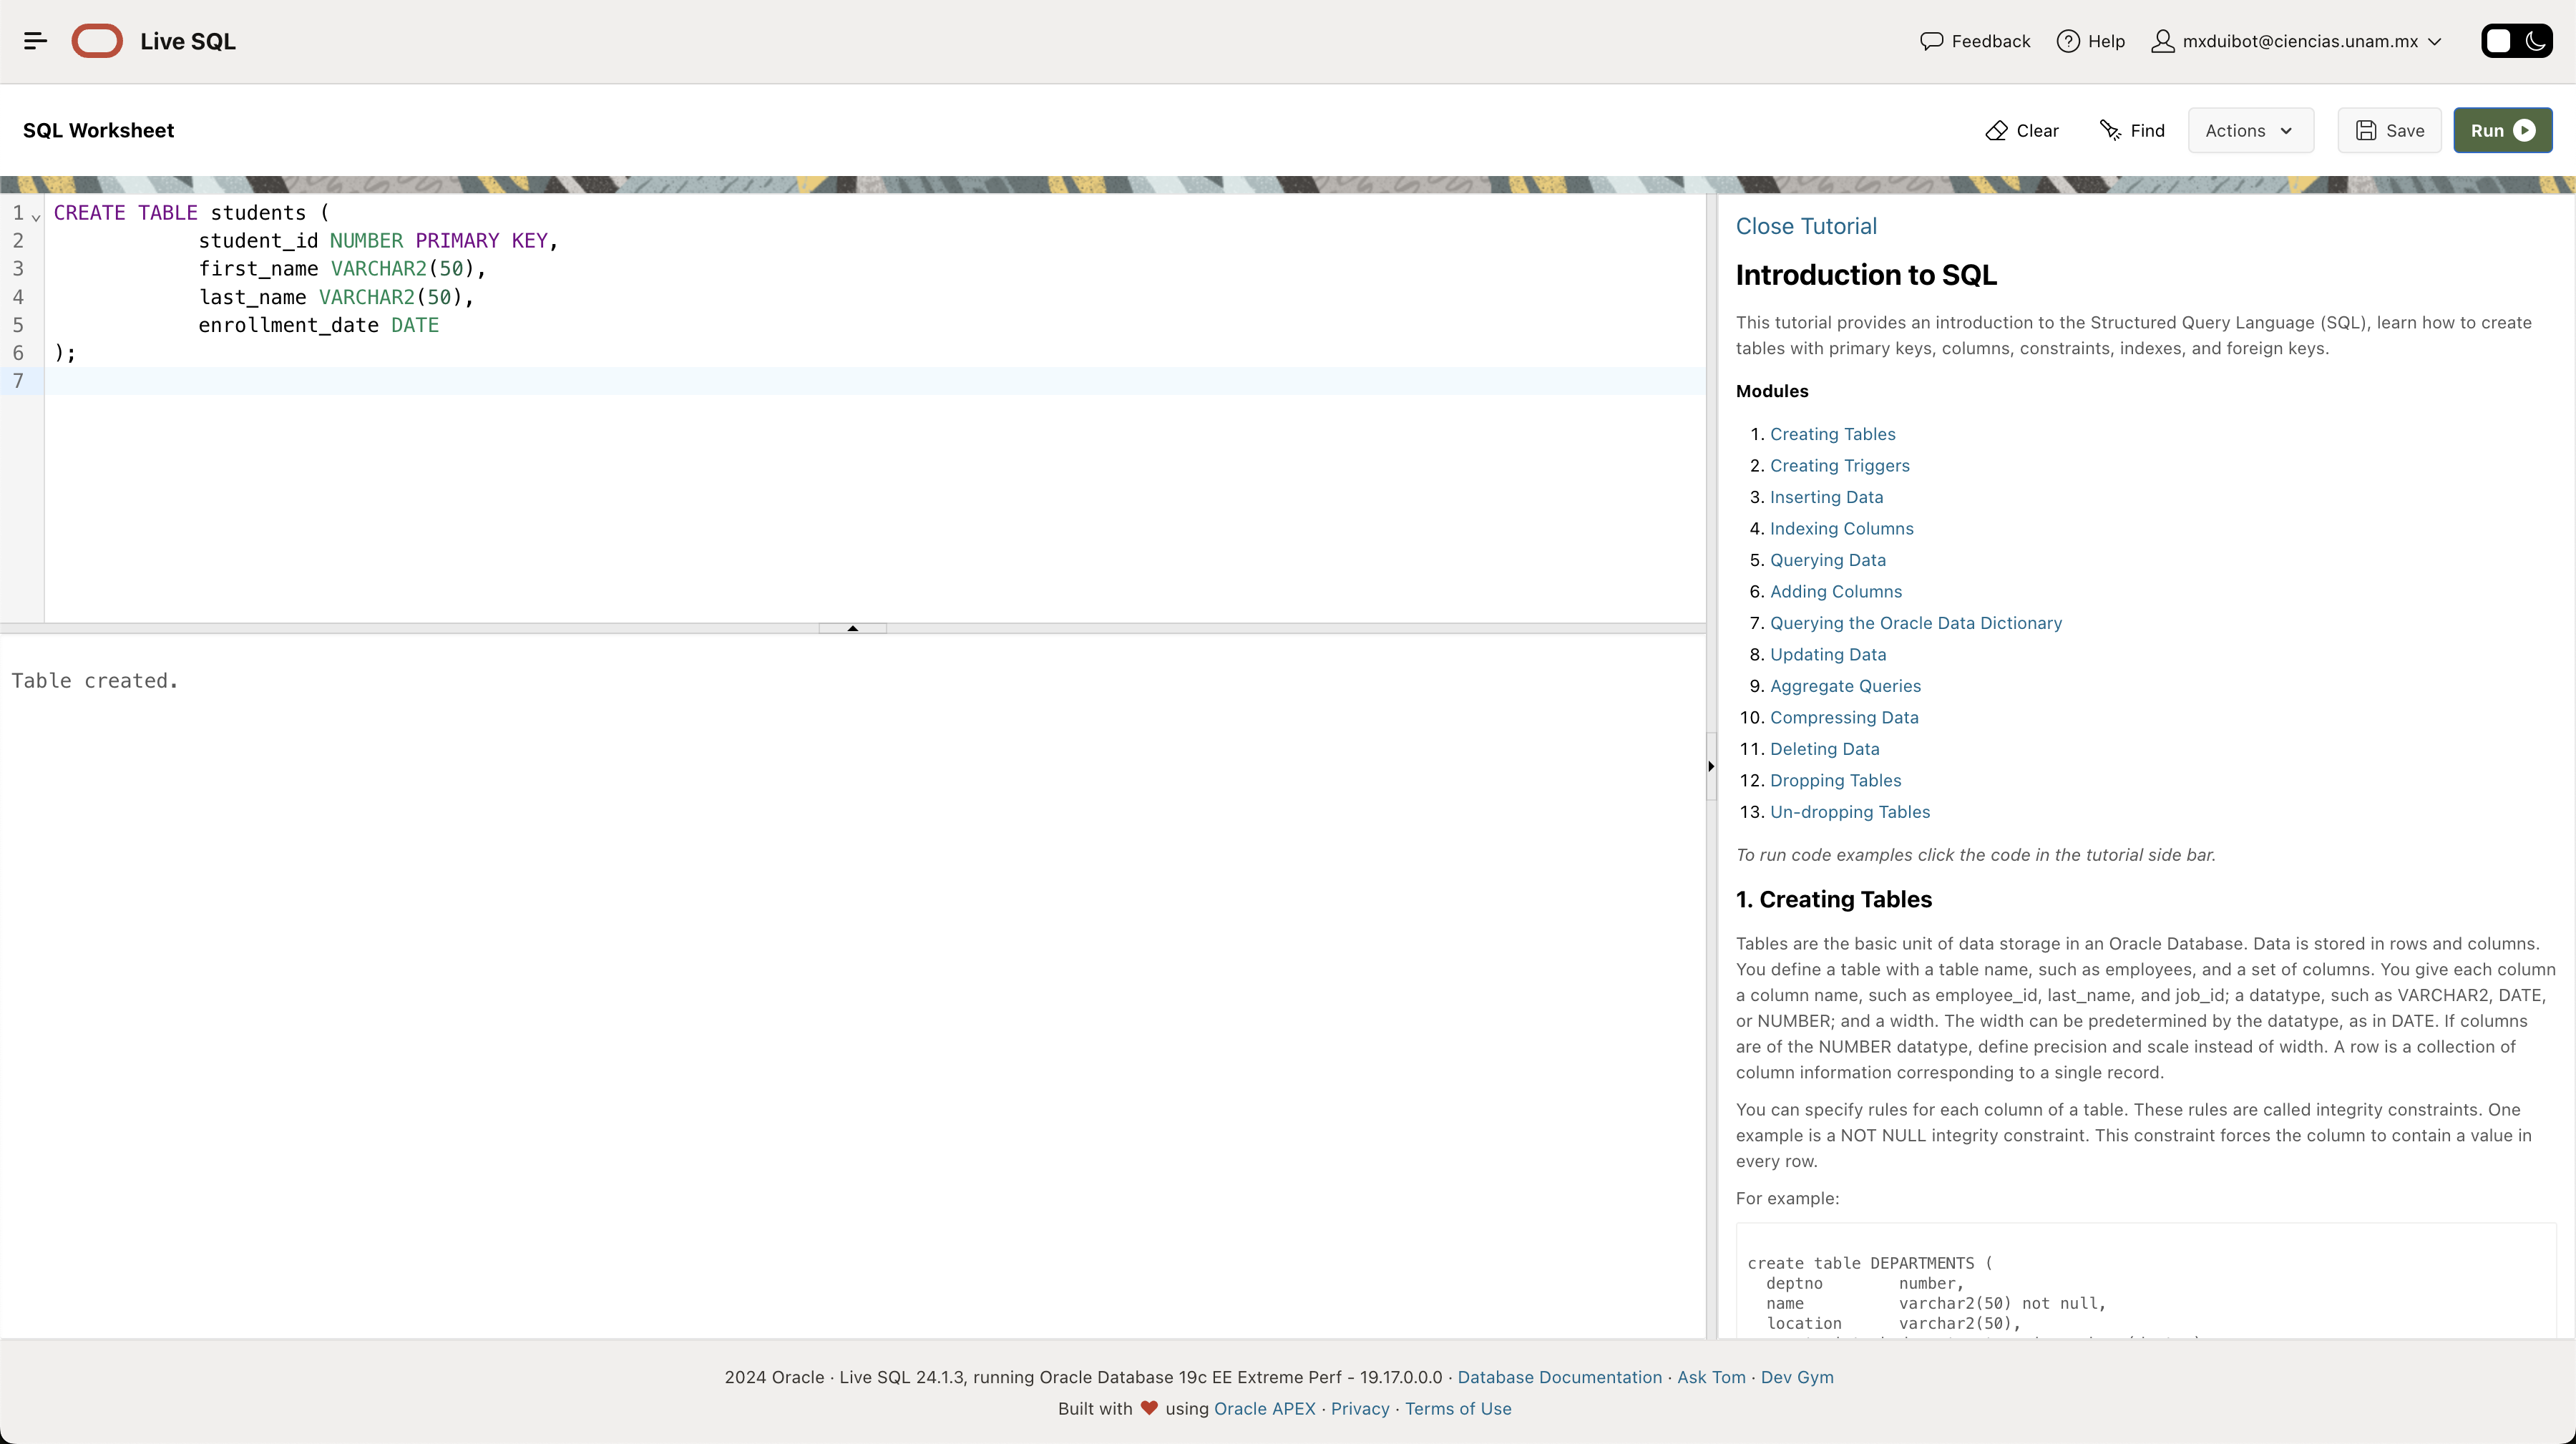 Live SQL
Feedback
Help
mxduibot@ciencias.unam.mx
SQL Worksheet
Clear
Find
Actions
Save
Run
1 CREATE TABLE students (
2 student_id NUMBER PRIMARY KEY,
3 first_name VARCHAR2(50),
4 last_name VARCHAR2(50),
5 enrollment_date DATE
6 );
7
Table created.
Close Tutorial
Introduction to SQL
This tutorial provides an introduction to the Structured Query Language (SQL), learn how to create
tables with primary keys, columns, constraints, indexes, and foreign keys.
Modules
1. Creating Tables
2. Creating Triggers
3. Inserting Data
4. Indexing Columns
5. Querying Data
6. Adding Columns
7. Querying the Oracle Data Dictionary
8. Updating Data
9. Aggregate Queries
10. Compressing Data
11. Deleting Data
12. Dropping Tables
13. Un-dropping Tables
To run code examples click the code in the tutorial side bar.
1. Creating Tables
Tables are the basic unit of data storage in an Oracle Database. Data is stored in rows and columns.
You define a table with a table name, such as employees, and a set of columns. You give each column
a column name, such as employee_id, last_name, and job_id; a datatype, such as VARCHAR2, DATE,
or NUMBER; and a width. The width can be predetermined by the datatype, as in DATE. If columns
are of the NUMBER datatype, define precision and scale instead of width. A row is a collection of
column information corresponding to a single record.
You can specify rules for each column of a table. These rules are called integrity constraints. One
example is a NOT NULL integrity constraint. This constraint forces the column to contain a value in
every row.
For example:
create table DEPARTMENTS (
deptno number,
name varchar2(50) not null,
location varchar2(50),
2024 Oracle · Live SQL 24.1.3, running Oracle Database 19c EE Extreme Perf - 19.17.0.0.0 · Database Documentation · Ask Tom · Dev Gym
Built with ❤ using Oracle APEX · Privacy · Terms of Use